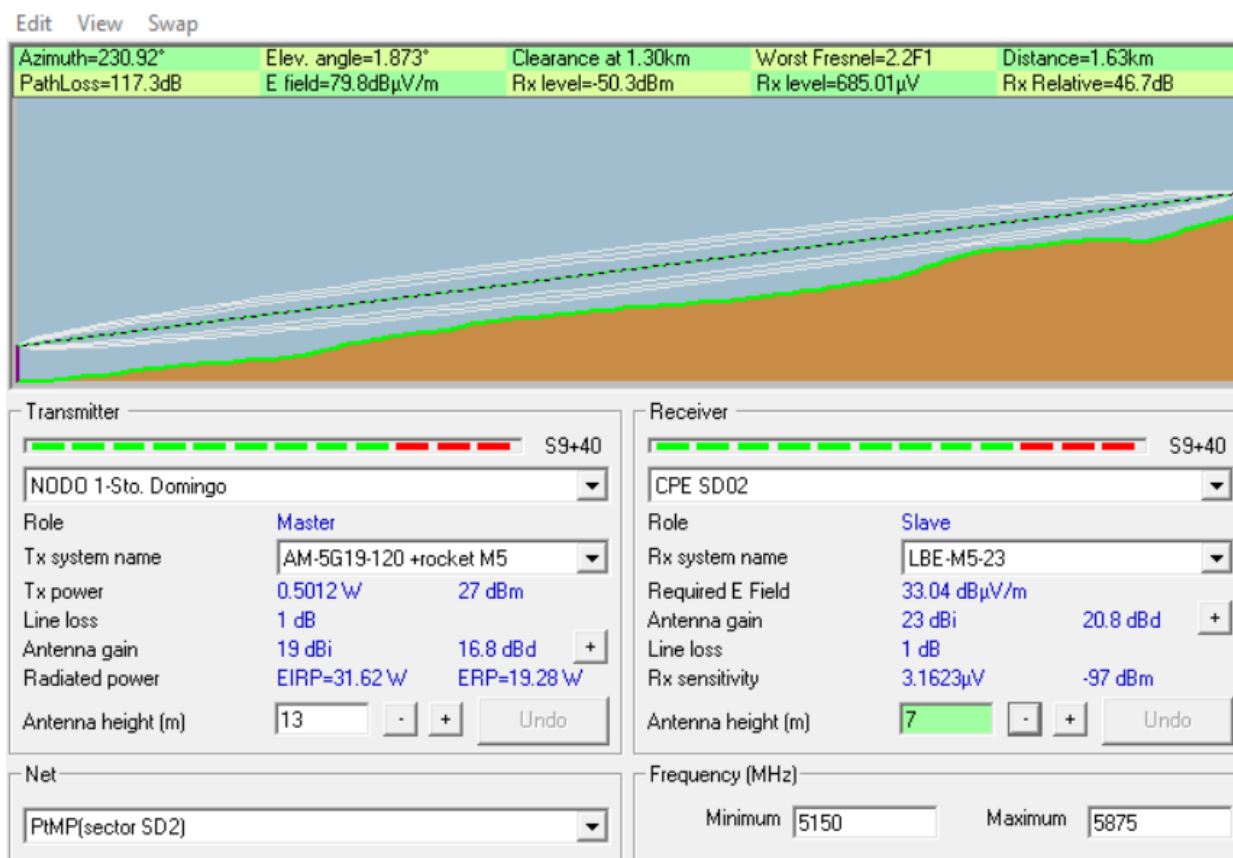 Edit View Swap
Azimuth=230.92° Elev. angle=1.873° Clearance at 1.30km Worst Fresnel=2.2F1 Distance=1.63km
PathLoss=117.3dB E field=79.8dBµV/m Rx level=-50.3dBm Rx level=685.01µV Rx Relative=46.7dB
Transmitter
S9+40
NODO 1-Sto. Domingo
Role Master
Tx system name AM-5G19-120 +rocket M5
Tx power 0.5012 W 27 dBm
Line loss 1 dB
Antenna gain 19 dBi 16.8 dBd +
Radiated power EIRP=31.62 W ERP=19.28 W
Antenna height (m) 13 - + Undo
Receiver
S9+40
CPE SD02
Role Slave
Rx system name LBE-M5-23
Required E Field 33.04 dBµV/m
Antenna gain 23 dBi 20.8 dBd +
Line loss 1 dB
Rx sensitivity 3.1623µV -97 dBm
Antenna height (m) 7 - + Undo
Net
PtMP(sector SD2)
Frequency (MHz)
Minimum 5150 Maximum 5875